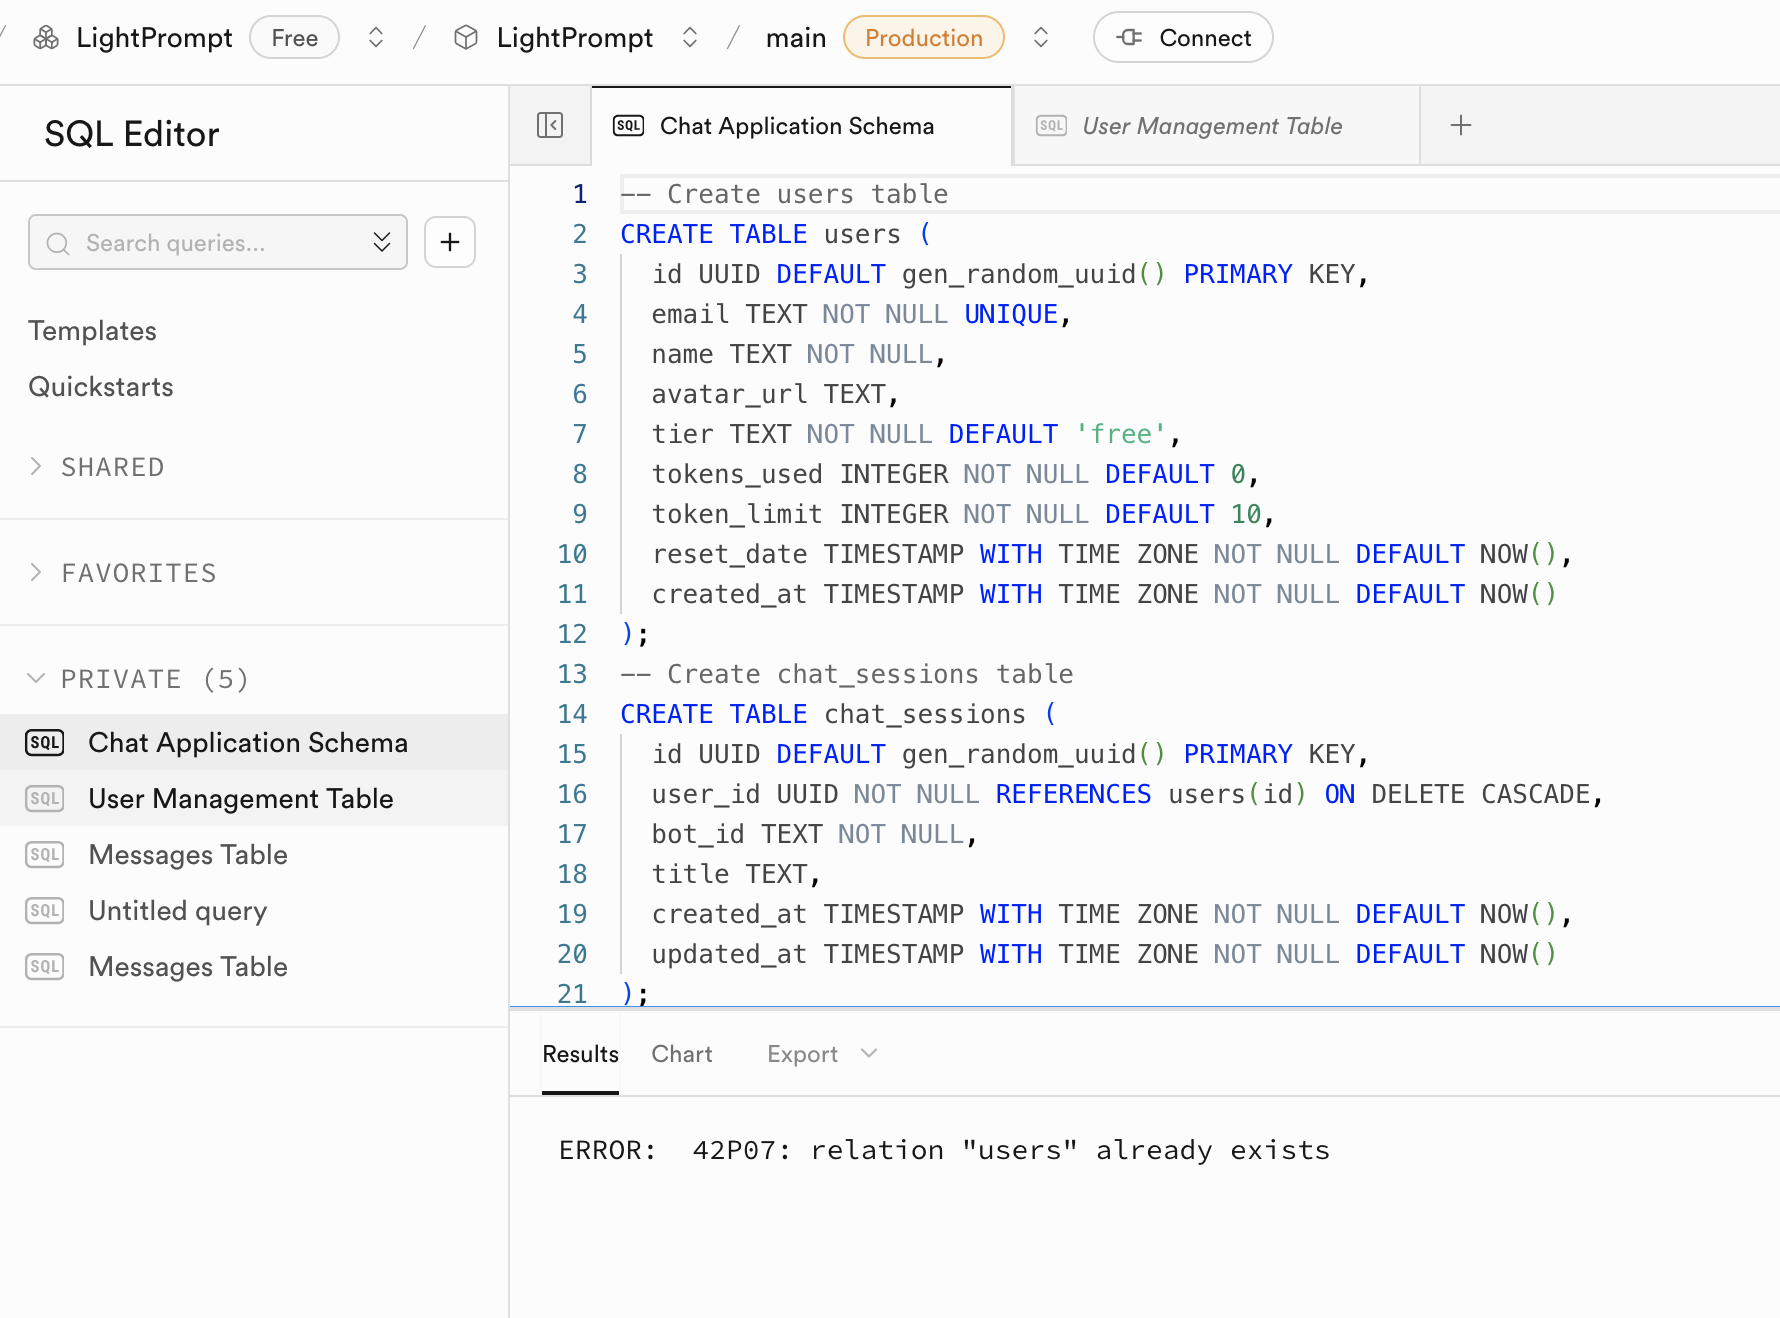 / LightPrompt Free / LightPrompt / main Production Connect
SQL Editor
Search queries...
Templates
Quickstarts
SHARED
FAVORITES
PRIVATE (5)
SQL Chat Application Schema
SQL User Management Table
SQL Messages Table
SQL Untitled query
SQL Messages Table
SQL Chat Application Schema
SQL User Management Table
1 -- Create users table
2 CREATE TABLE users (
3 id UUID DEFAULT gen_random_uuid() PRIMARY KEY,
4 email TEXT NOT NULL UNIQUE,
5 name TEXT NOT NULL,
6 avatar_url TEXT,
7 tier TEXT NOT NULL DEFAULT 'free',
8 tokens_used INTEGER NOT NULL DEFAULT 0,
9 token_limit INTEGER NOT NULL DEFAULT 10,
10 reset_date TIMESTAMP WITH TIME ZONE NOT NULL DEFAULT NOW(),
11 created_at TIMESTAMP WITH TIME ZONE NOT NULL DEFAULT NOW()
12 );
13 -- Create chat_sessions table
14 CREATE TABLE chat_sessions (
15 id UUID DEFAULT gen_random_uuid() PRIMARY KEY,
16 user_id UUID NOT NULL REFERENCES users(id) ON DELETE CASCADE,
17 bot_id TEXT NOT NULL,
18 title TEXT,
19 created_at TIMESTAMP WITH TIME ZONE NOT NULL DEFAULT NOW(),
20 updated_at TIMESTAMP WITH TIME ZONE NOT NULL DEFAULT NOW()
21 );
Results Chart Export
ERROR:  42P07: relation "users" already exists